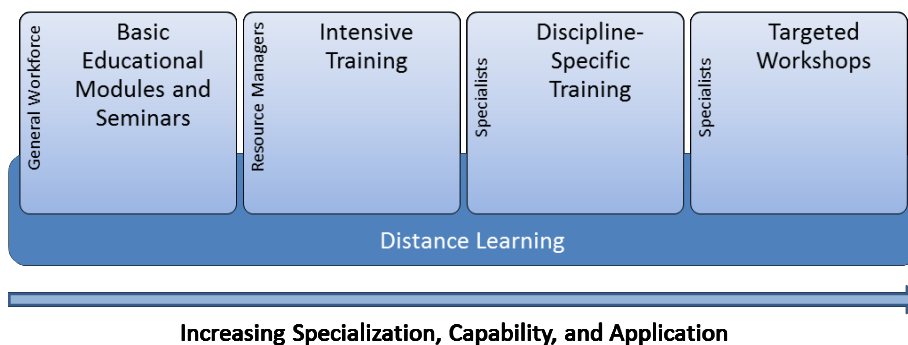 General Workforce
Basic
Educational
Modules and
Seminars
Resource Managers
Intensive
Training
Specialists
Discipline-
Specific
Training
Specialists
Targeted
Workshops
Distance Learning
Increasing Specialization, Capability, and Application